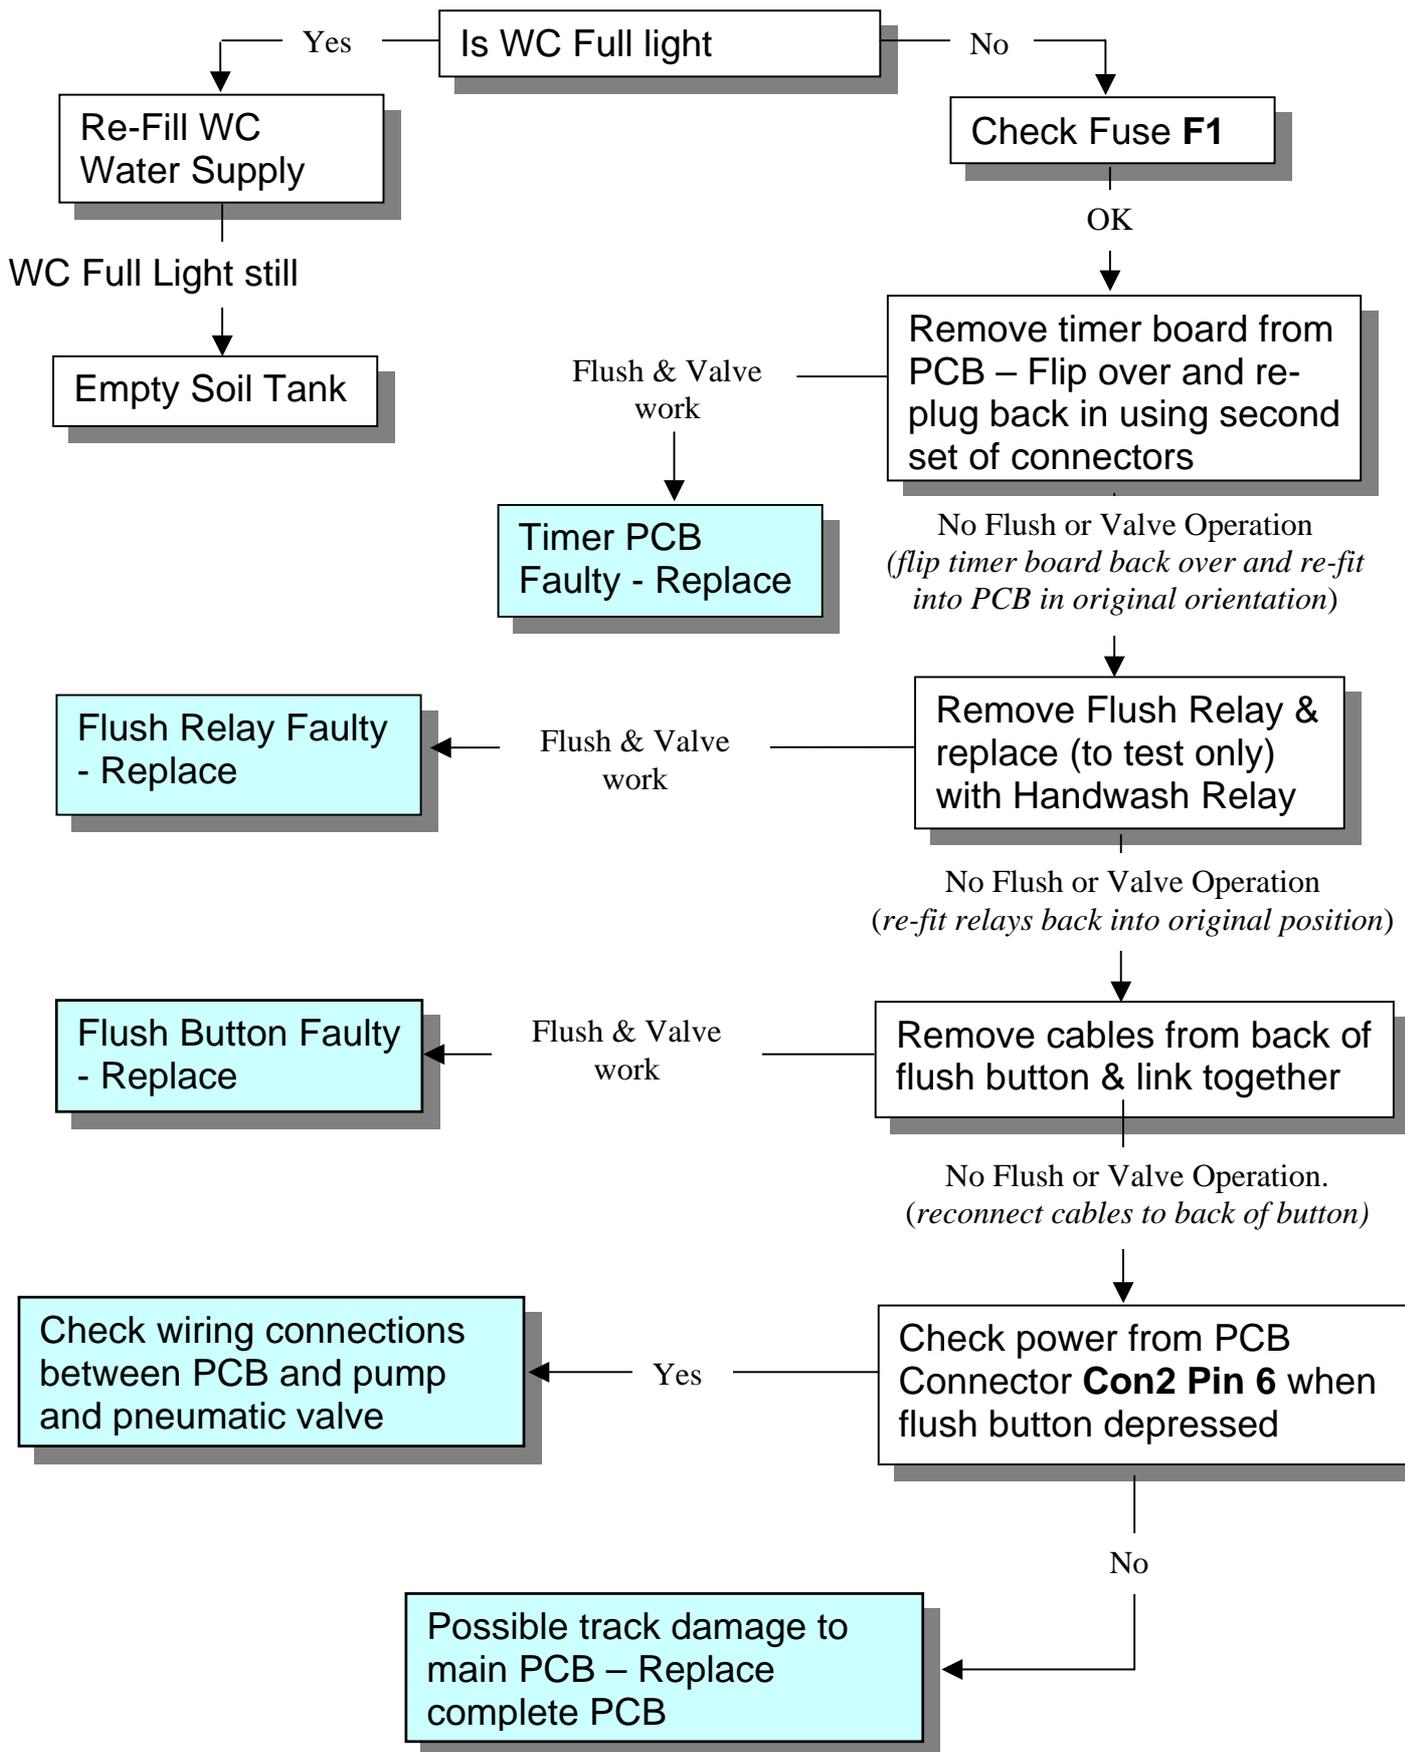 Is WC Full light
Yes
No
Re-Fill WC
Water Supply
Check Fuse F1
OK
WC Full Light still
Empty Soil Tank
Remove timer board from
PCB – Flip over and re-
plug back in using second
set of connectors
Flush & Valve
work
Timer PCB
Faulty - Replace
No Flush or Valve Operation
(flip timer board back over and re-fit
into PCB in original orientation)
Remove Flush Relay &
replace (to test only)
with Handwash Relay
Flush & Valve
work
Flush Relay Faulty
- Replace
No Flush or Valve Operation
(re-fit relays back into original position)
Remove cables from back of
flush button & link together
Flush & Valve
work
Flush Button Faulty
- Replace
No Flush or Valve Operation.
(reconnect cables to back of button)
Check power from PCB
Connector Con2 Pin 6 when
flush button depressed
Yes
Check wiring connections
between PCB and pump
and pneumatic valve
No
Possible track damage to
main PCB – Replace
complete PCB